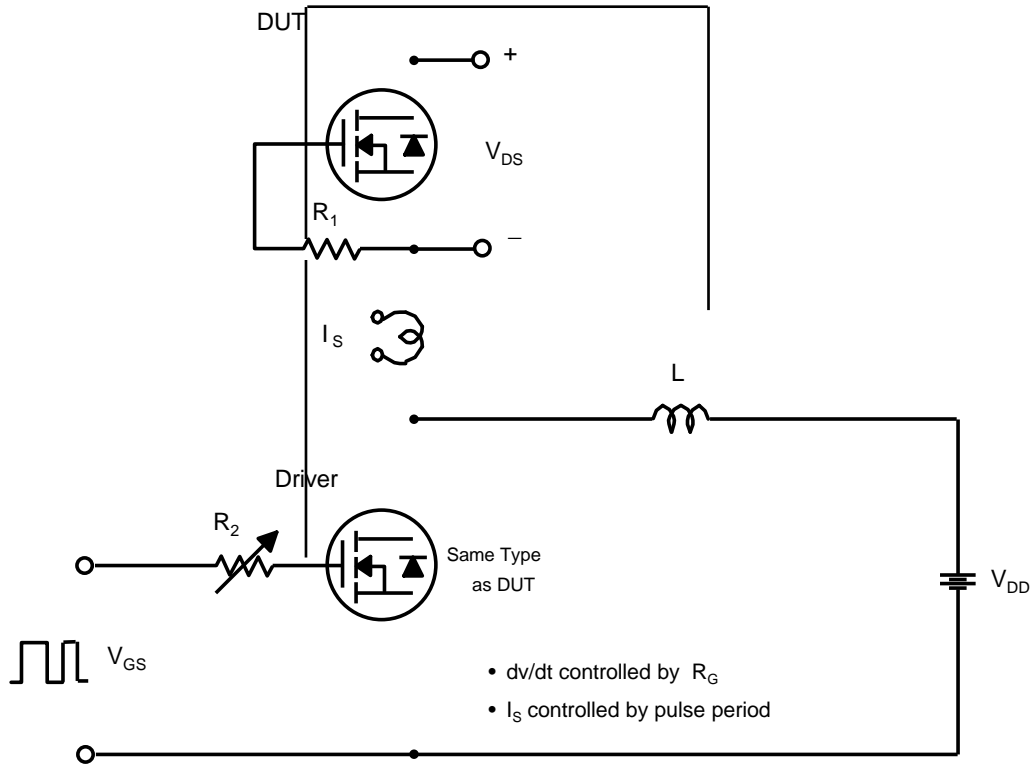 DUT
+
V_DS
R_1
−
I_S
L
Driver
R_2
Same Type
as DUT
V_DD
V_GS
• dv/dt controlled by R_G
• I_S controlled by pulse period